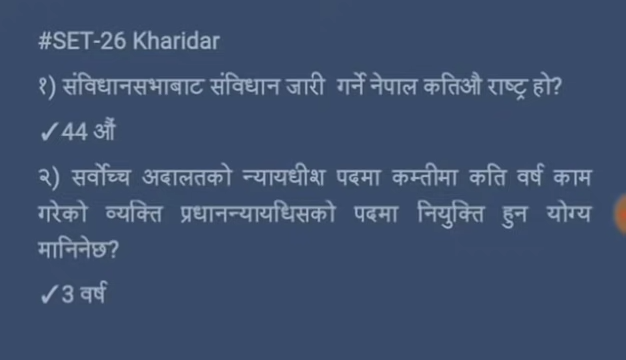 #SET-26 Kharidar
१) संविधानसभाबाट संविधान जारी गर्ने नेपाल कतिऔ राष्ट्र हो?
✓44 औं
२) सर्वोच्च अदालतको न्यायधीश पदमा कम्तीमा कति वर्ष काम
गरेको व्यक्ति प्रधानन्यायधिसको पदमा नियुक्ति हुन योग्य
मानिनेछ?
✓3 वर्ष